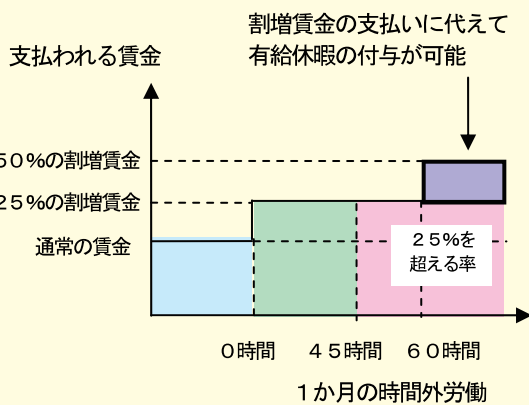 割増賃金の支払いに代えて
有給休暇の付与が可能
支払われる賃金
50%の割増賃金
25%の割増賃金
通常の賃金
25%を
超える率
0時間 45時間 60時間
1か月の時間外労働